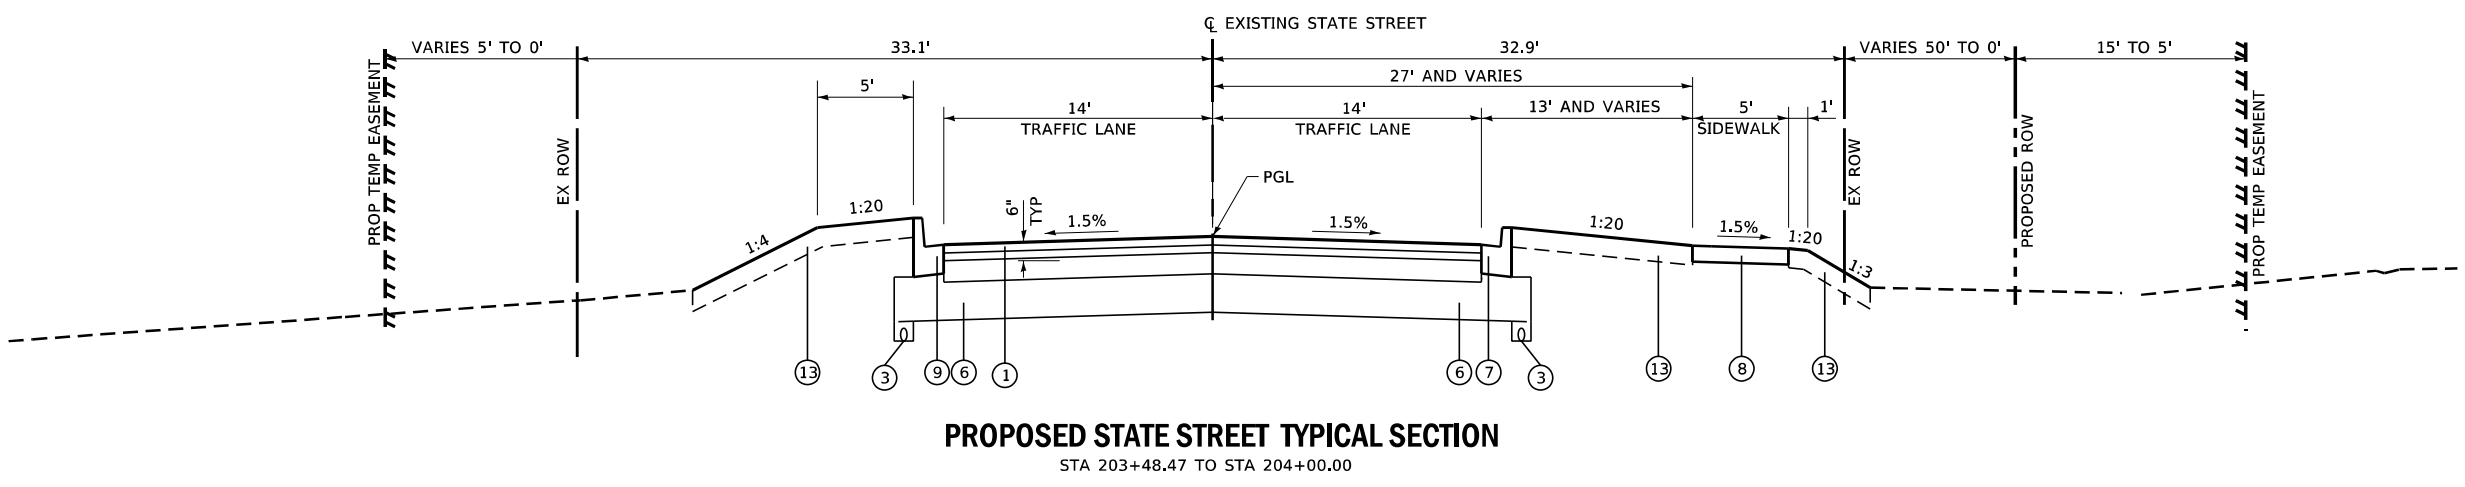 ℄ EXISTING STATE STREET
VARIES 5' TO 0'
33.1'
32.9'
VARIES 50' TO 0'
15' TO 5'
27' AND VARIES
5'
14'
TRAFFIC LANE
14'
TRAFFIC LANE
13' AND VARIES
5'
SIDEWALK
1'
PROP TEMP EASEMENT
EX ROW
EX ROW
PROPOSED ROW
PROP TEMP EASEMENT
PGL
1:4
1:20
6"
TYP
1.5%
1.5%
1:20
1.5%
1:20
1:3
13
3
9
6
1
6
7
3
13
8
13
PROPOSED STATE STREET TYPICAL SECTION
STA 203+48.47 TO STA 204+00.00